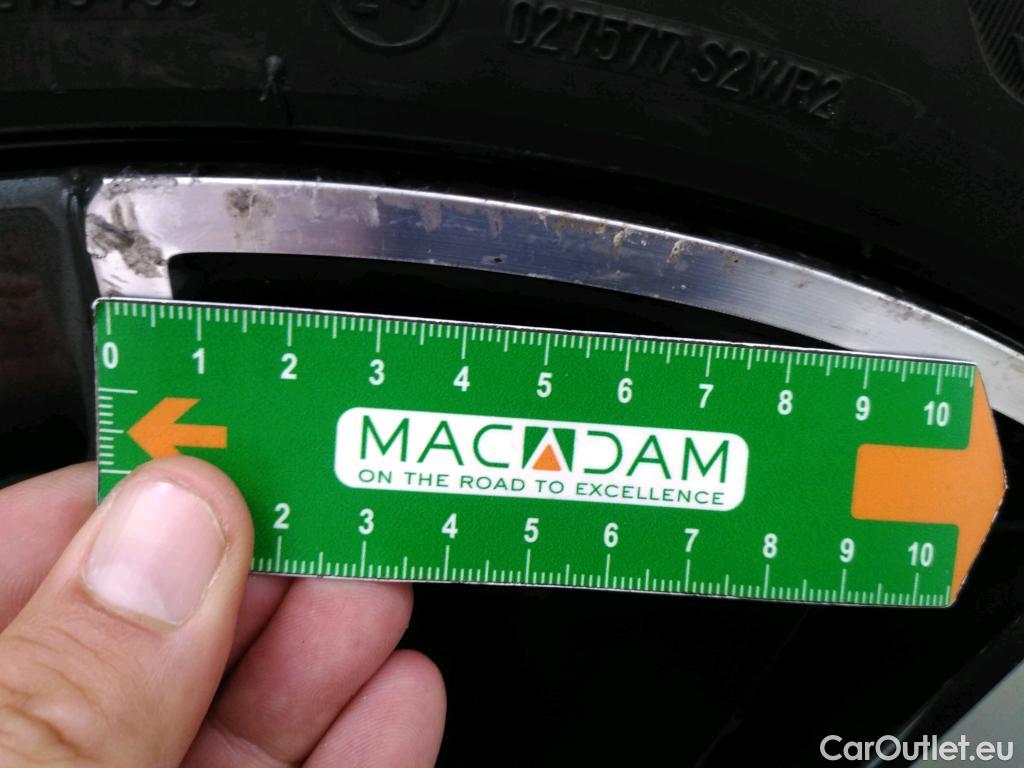 027577 S2WR2
0 1 2 3 4 5 6 7 8 9 10
MACADAM
ON THE ROAD TO EXCELLENCE
2 3 4 5 6 7 8 9 10
CarOutlet.eu